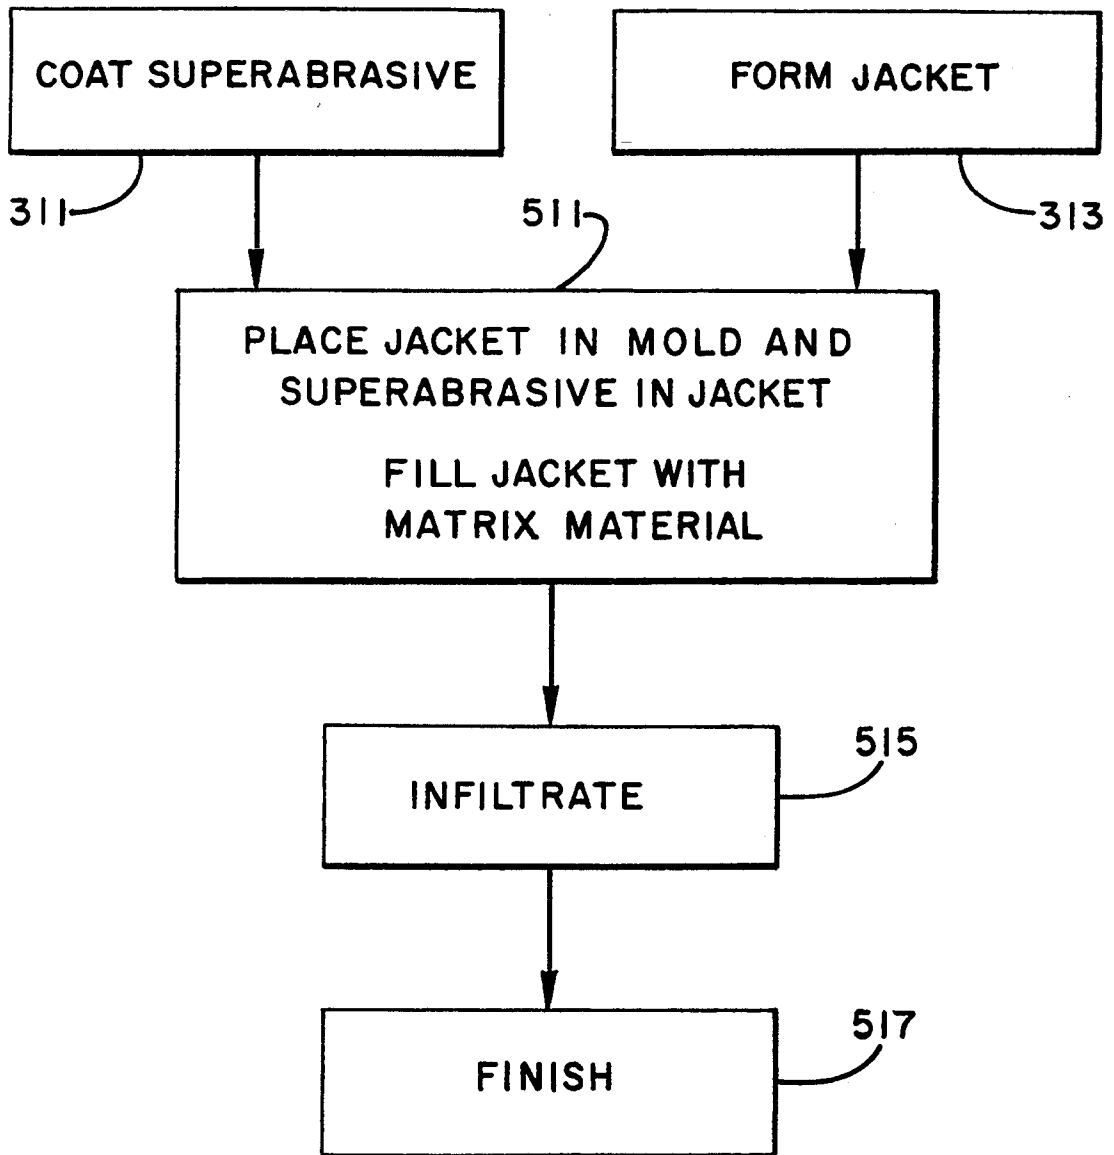 COAT SUPERABRASIVE
FORM JACKET
311
511
313
PLACE JACKET IN MOLD AND
SUPERABRASIVE IN JACKET
FILL JACKET WITH
MATRIX MATERIAL
515
INFILTRATE
517
FINISH